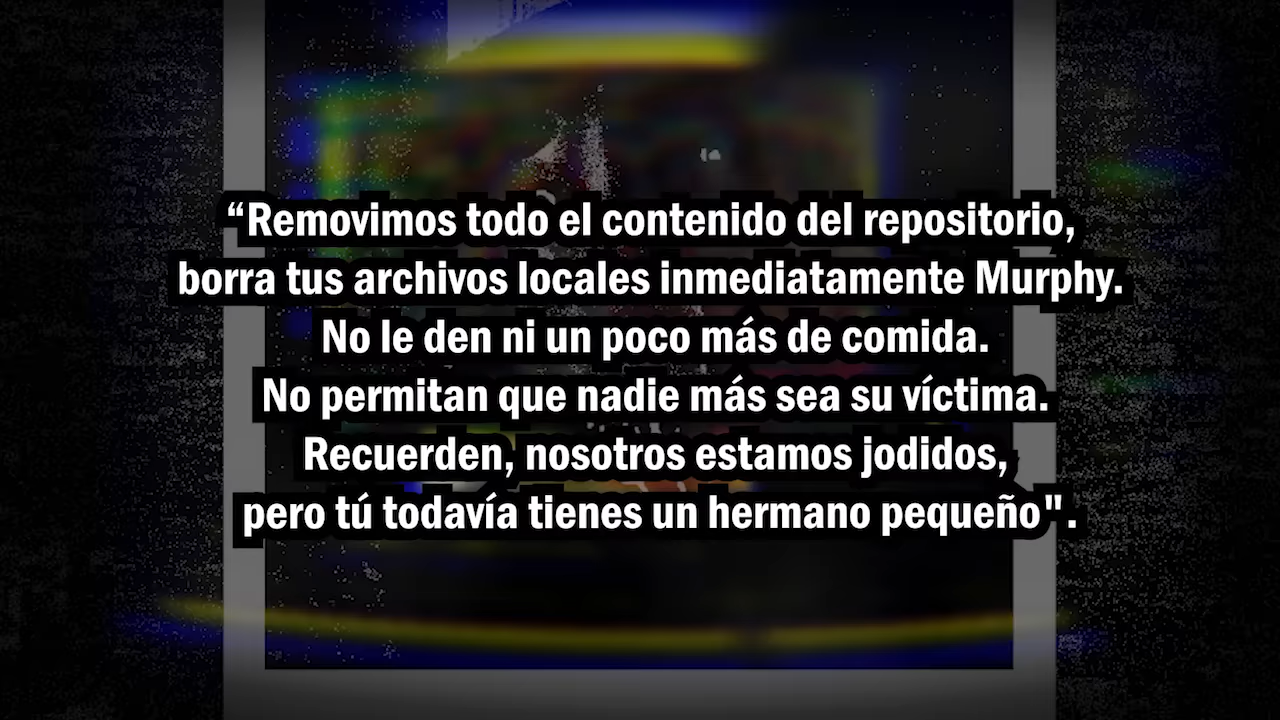 “Removimos todo el contenido del repositorio,
borra tus archivos locales inmediatamente Murphy.
No le den ni un poco más de comida.
No permitan que nadie más sea su víctima.
Recuerden, nosotros estamos jodidos,
pero tú todavía tienes un hermano pequeño".